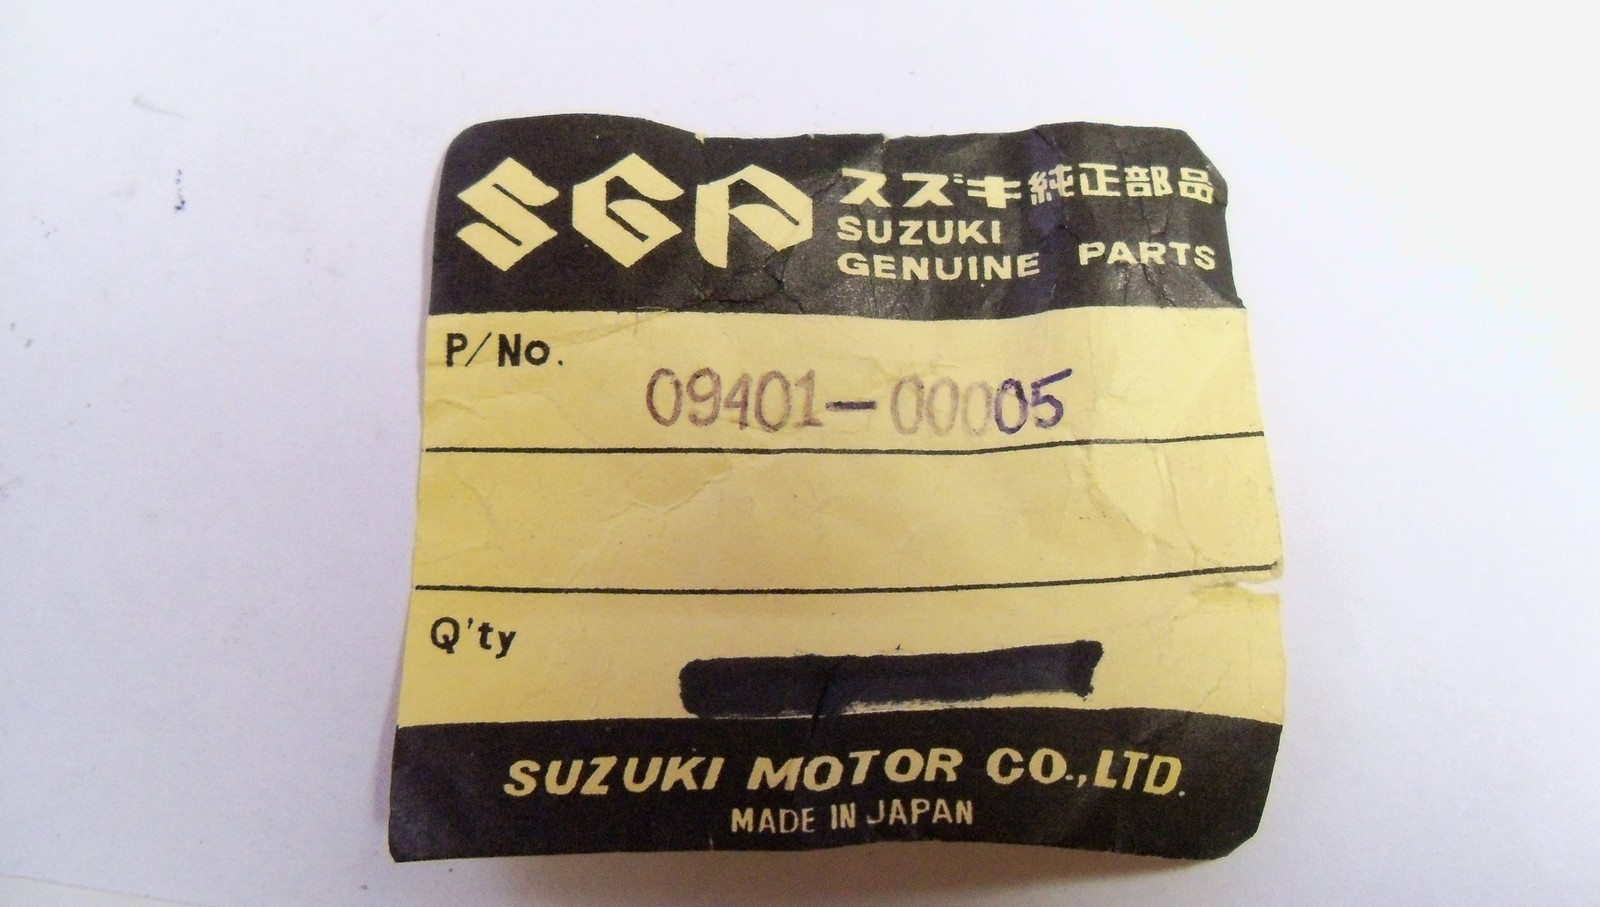 SGP
スズキ純正部品
SUZUKI
GENUINE PARTS
P/No.
09401-00005
Q'ty
SUZUKI MOTOR CO.,LTD.
MADE IN JAPAN